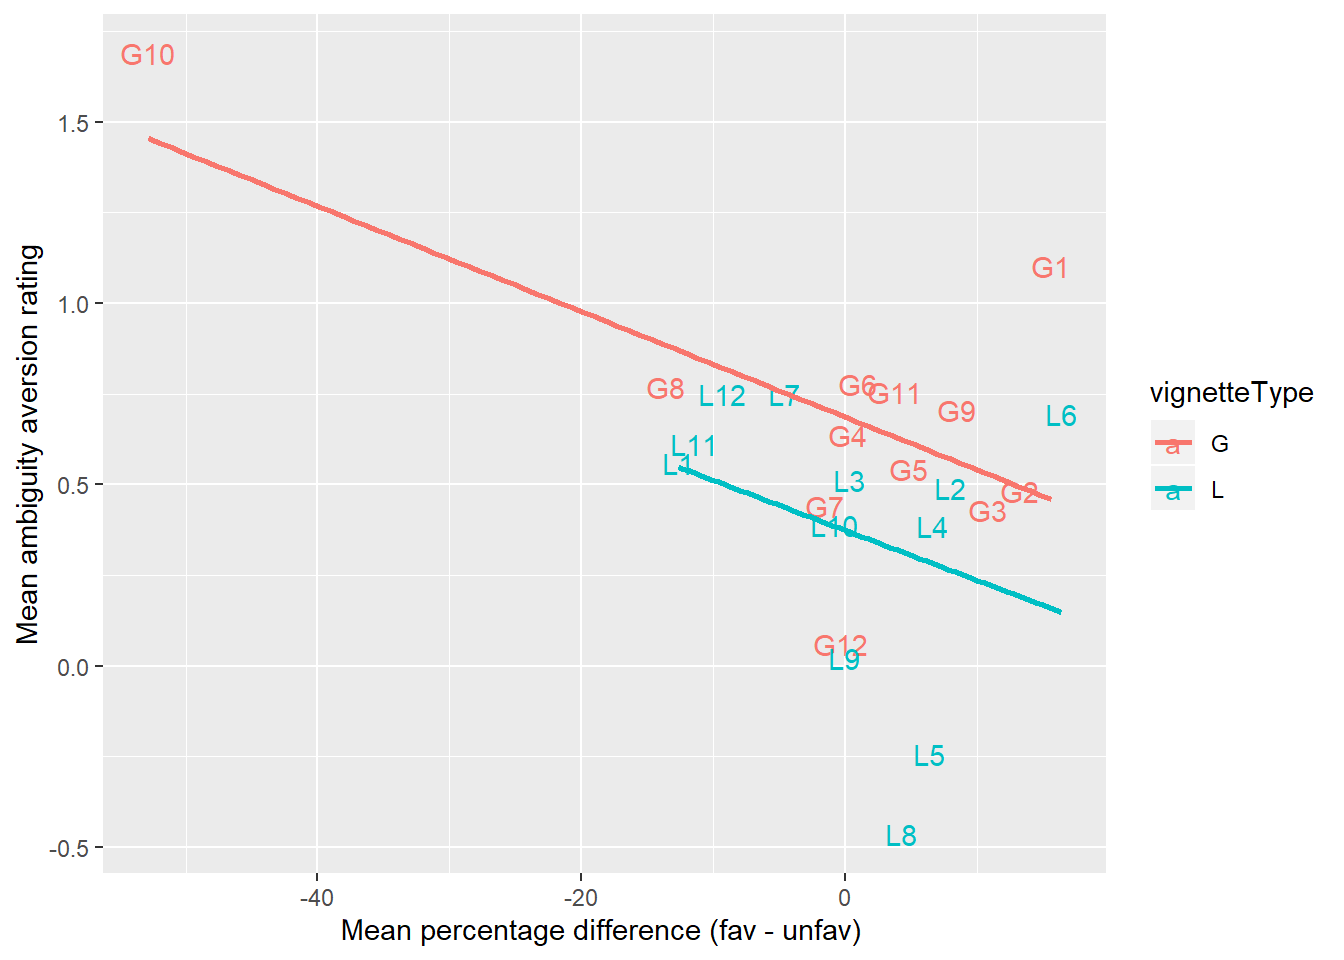 G10
1.5
G1
1.0
G8
L12
L7
G6
G11
G9
L6
G4
L11
L1
G5
0.5
L3
L2
G2
G7
G3
L10
L4
G12
L9
0.0
L5
L8
-0.5
-40
-20
0
Mean percentage difference (fav - unfav)
Mean ambiguity aversion rating
vignetteType
a G
a L